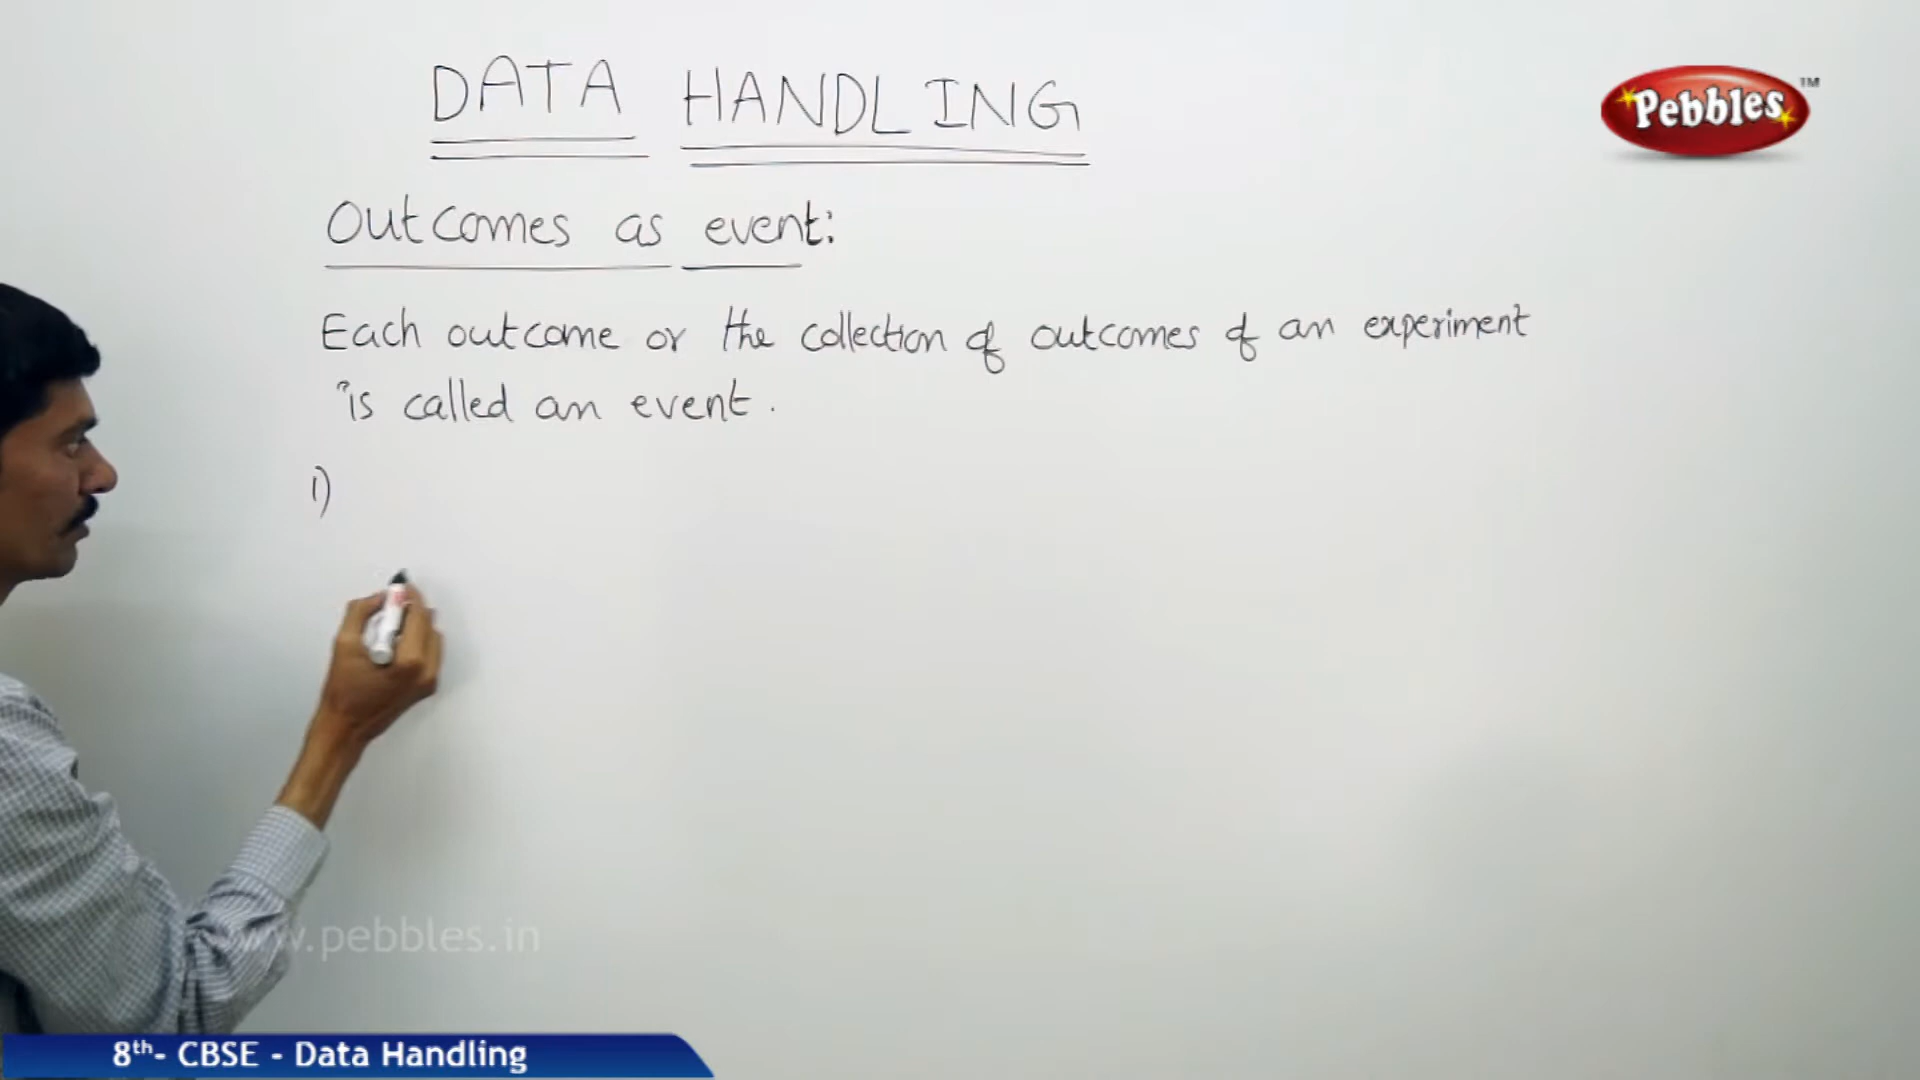 DATA HANDLING
Pebbles™
Outcomes as event:
Each outcome or the collection of outcomes of an experiment
is called an event.
1)
www.pebbles.in
8th- CBSE - Data Handling